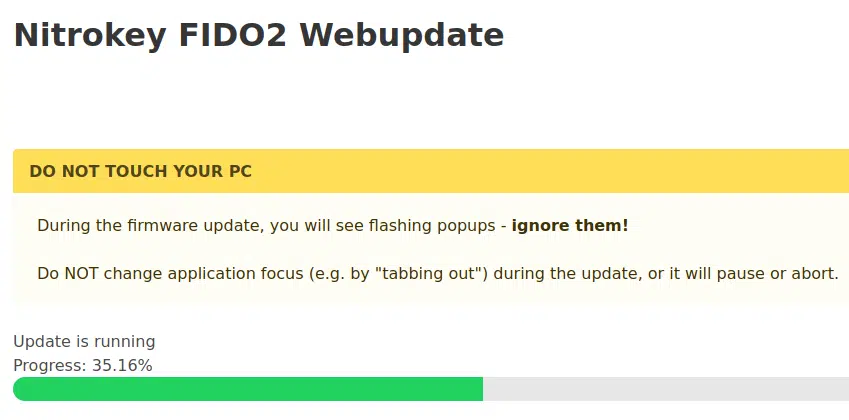 Nitrokey FIDO2 Webupdate
DO NOT TOUCH YOUR PC
During the firmware update, you will see flashing popups - ignore them!
Do NOT change application focus (e.g. by "tabbing out") during the update, or it will pause or abort.
Update is running
Progress: 35.16%